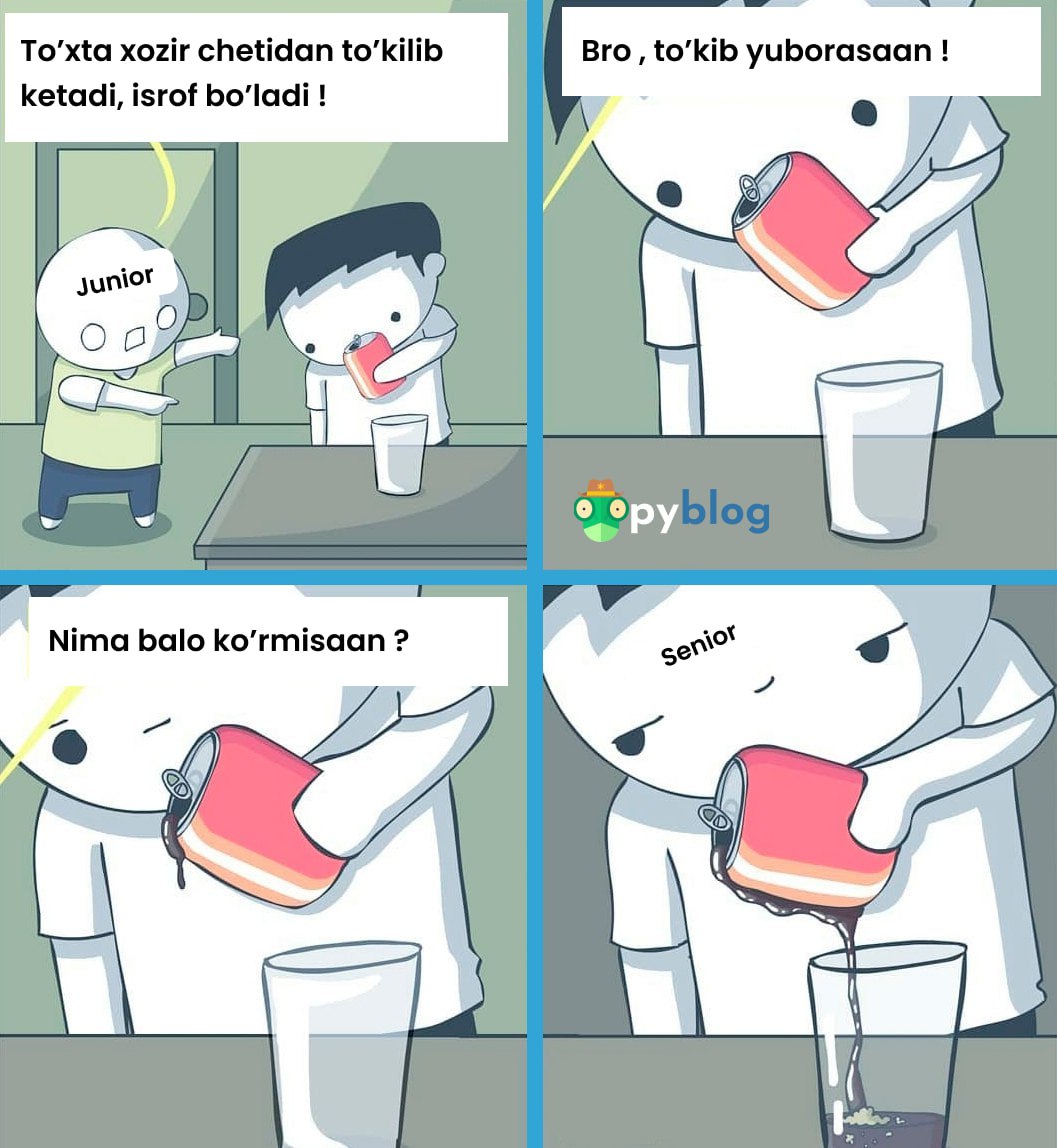 To’xta xozir chetidan to’kilib
ketadi, isrof bo’ladi !
Junior
Bro , to’kib yuborasaan !
pyblog
Nima balo ko’rmisaan ?
Senior